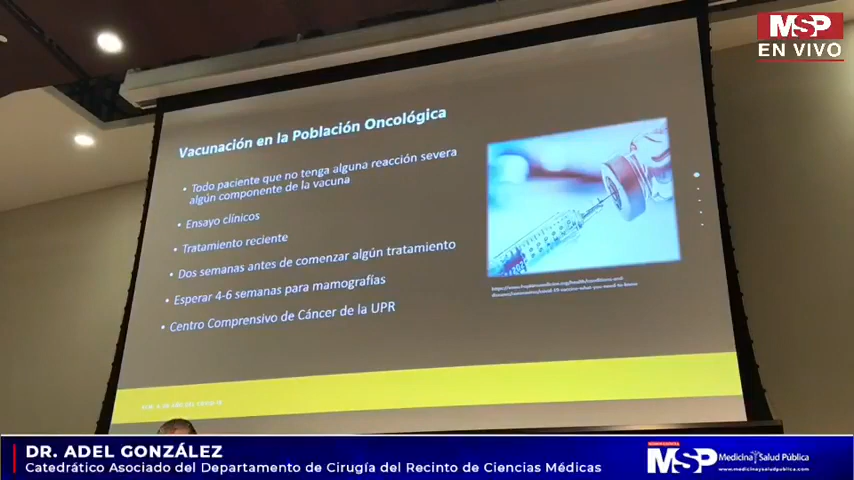 MSP
EN VIVO
Vacunación en la Población Oncológica
• Todo paciente que no tenga alguna reacción severa
algún componente de la vacuna
• Ensayo clínicos
• Tratamiento reciente
• Dos semanas antes de comenzar algún tratamiento
• Esperar 4-6 semanas para mamografías
• Centro Comprensivo de Cáncer de la UPR
DR. ADEL GONZÁLEZ
Catedrático Asociado del Departamento de Cirugía del Recinto de Ciencias Médicas
MSP Medicina y Salud Pública
www.medicinaysaludpublica.com